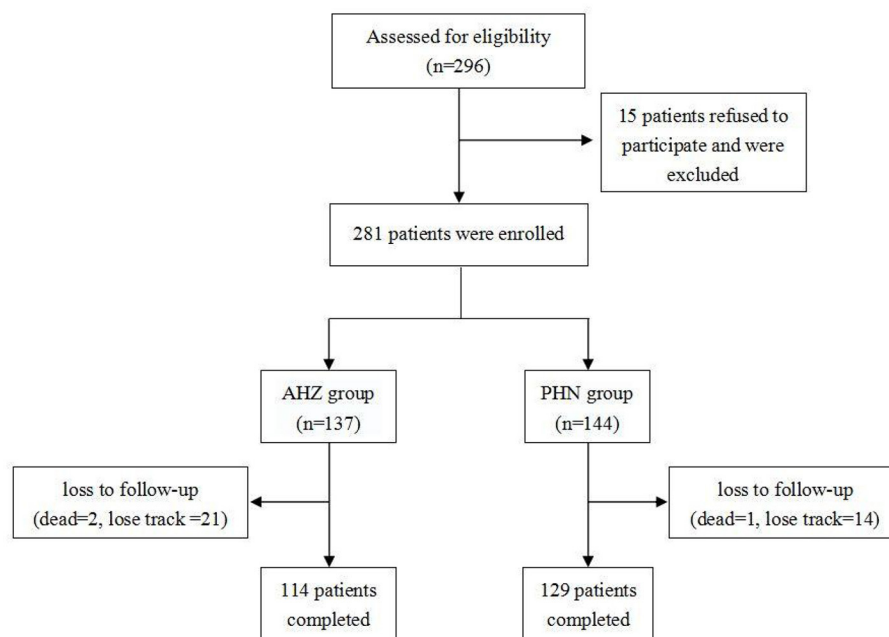 Assessed for eligibility
(n=296)
15 patients refused to
participate and were
excluded
281 patients were enrolled
AHZ group
(n=137)
PHN group
(n=144)
loss to follow-up
(dead=2, lose track =21)
loss to follow-up
(dead=1, lose track=14)
114 patients
completed
129 patients
completed